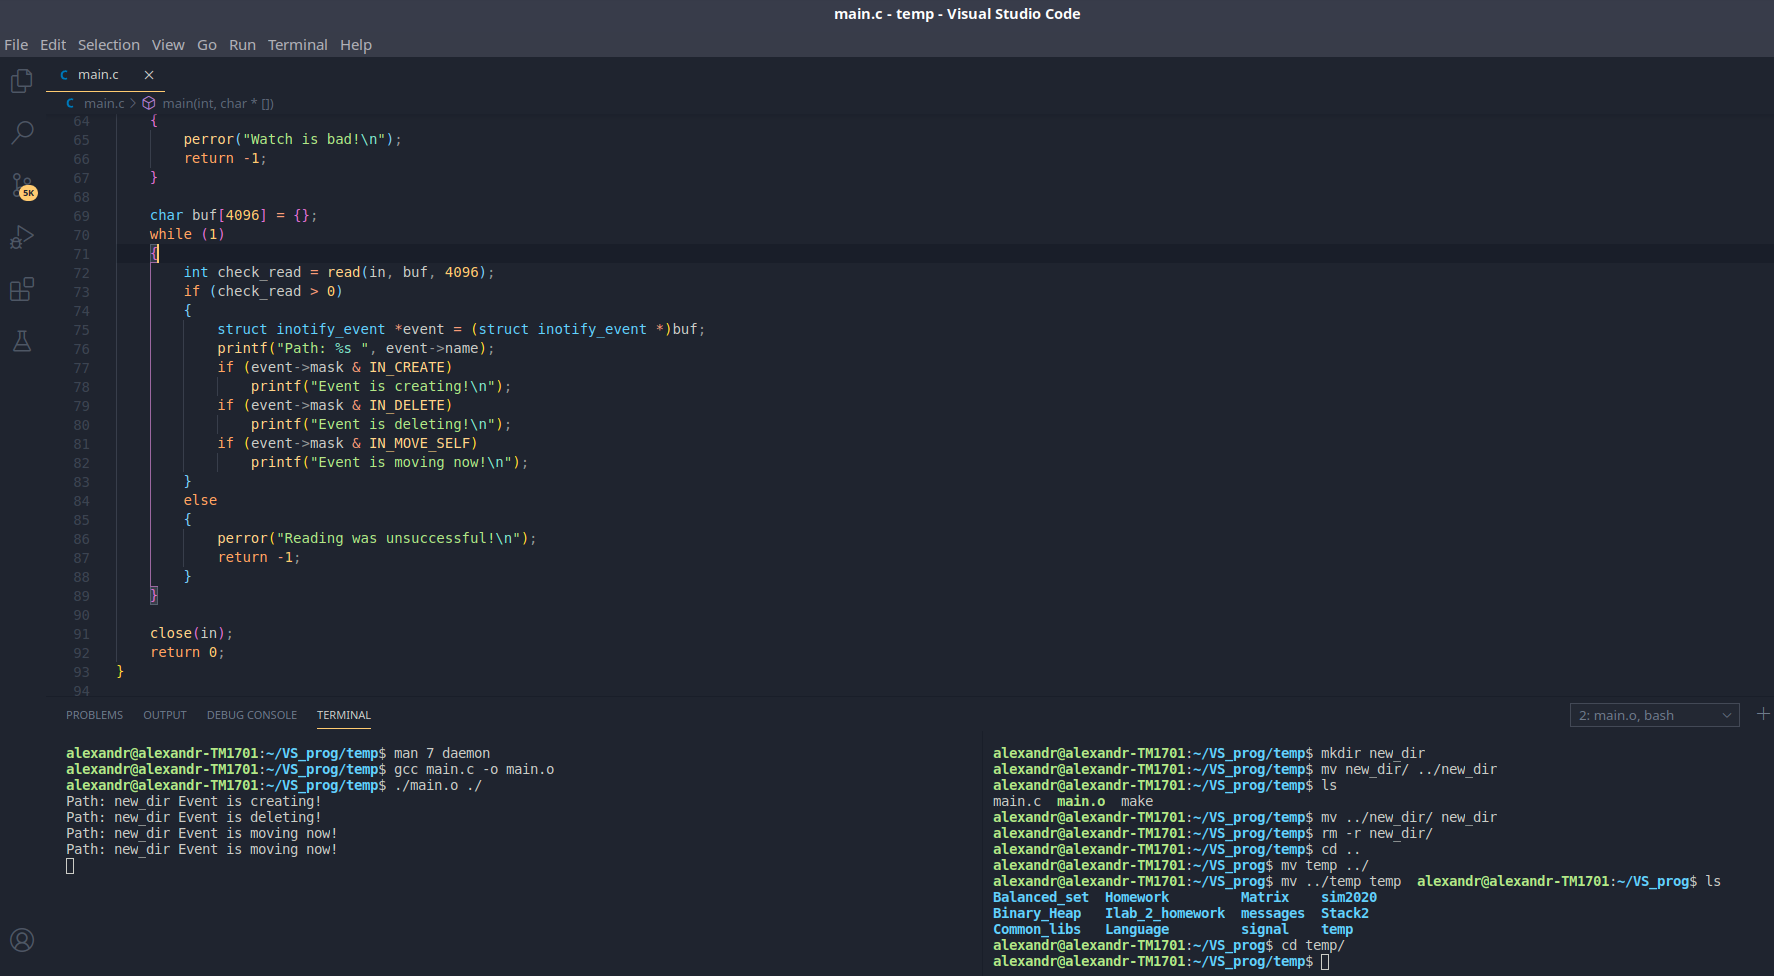 main.c - temp - Visual Studio Code
File Edit Selection View Go Run Terminal Help
C main.c ×
C main.c > main(int, char * [])
64 {
65 perror("Watch is bad!\n");
66 return -1;
67 }
68
69 char buf[4096] = {};
70 while (1)
71 {
72 int check_read = read(in, buf, 4096);
73 if (check_read > 0)
74 {
75 struct inotify_event *event = (struct inotify_event *)buf;
76 printf("Path: %s ", event->name);
77 if (event->mask & IN_CREATE)
78 printf("Event is creating!\n");
79 if (event->mask & IN_DELETE)
80 printf("Event is deleting!\n");
81 if (event->mask & IN_MOVE_SELF)
82 printf("Event is moving now!\n");
83 }
84 else
85 {
86 perror("Reading was unsuccessful!\n");
87 return -1;
88 }
89 }
90
91 close(in);
92 return 0;
93 }
94
5K
PROBLEMS OUTPUT DEBUG CONSOLE TERMINAL
2: main.o, bash
alexandr@alexandr-TM1701:~/VS_prog/temp$ man 7 daemon
alexandr@alexandr-TM1701:~/VS_prog/temp$ gcc main.c -o main.o
alexandr@alexandr-TM1701:~/VS_prog/temp$ ./main.o ./
Path: new_dir Event is creating!
Path: new_dir Event is deleting!
Path: new_dir Event is moving now!
Path: new_dir Event is moving now!
alexandr@alexandr-TM1701:~/VS_prog/temp$ mkdir new_dir
alexandr@alexandr-TM1701:~/VS_prog/temp$ mv new_dir/ ../new_dir
alexandr@alexandr-TM1701:~/VS_prog/temp$ ls
main.c main.o make
alexandr@alexandr-TM1701:~/VS_prog/temp$ mv ../new_dir/ new_dir
alexandr@alexandr-TM1701:~/VS_prog/temp$ rm -r new_dir/
alexandr@alexandr-TM1701:~/VS_prog/temp$ cd ..
alexandr@alexandr-TM1701:~/VS_prog$ mv temp ../
alexandr@alexandr-TM1701:~/VS_prog$ mv ../temp temp alexandr@alexandr-TM1701:~/VS_prog$ ls
Balanced_set Homework Matrix sim2020
Binary_Heap Ilab_2_homework messages Stack2
Common_libs Language signal temp
alexandr@alexandr-TM1701:~/VS_prog$ cd temp/
alexandr@alexandr-TM1701:~/VS_prog/temp$